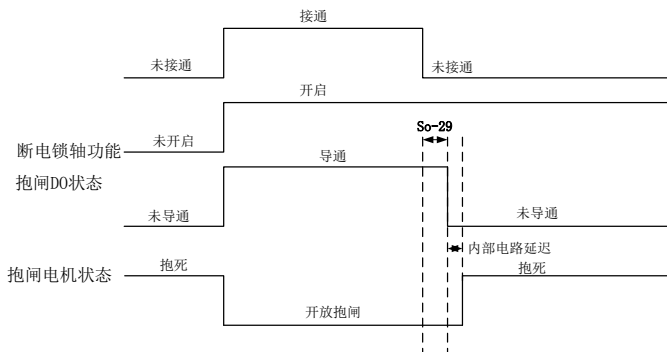 接通
未接通
未接通
开启
So-29
未开启
断电锁轴功能
导通
抱闸DO状态
未导通
未导通
内部电路延迟
抱死
抱闸电机状态
抱死
开放抱闸